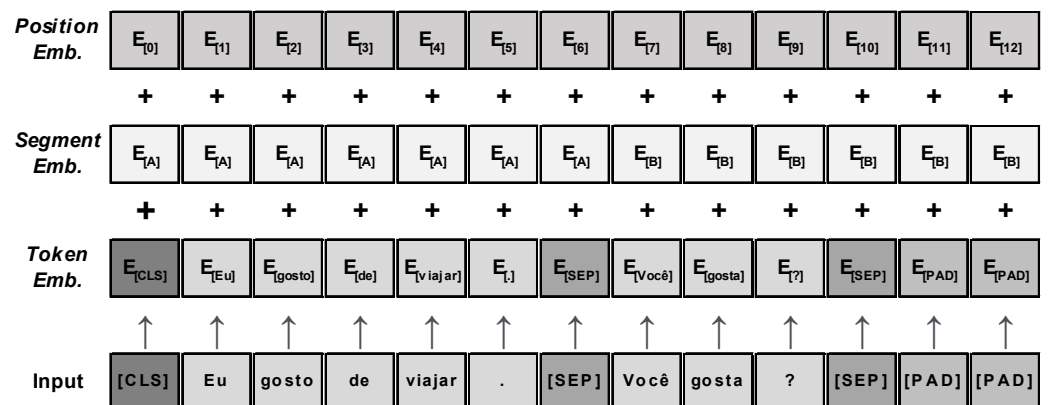 Position Emb. E[0] E[1] E[2] E[3] E[4] E[5] E[6] E[7] E[8] E[9] E[10] E[11] E[12]
+ + + + + + + + + + + + +
Segment Emb. E[A] E[A] E[A] E[A] E[A] E[A] E[A] E[B] E[B] E[B] E[B] E[B] E[B]
+ + + + + + + + + + + + +
Token Emb. E[CLS] E[Eu] E[gosto] E[de] E[viajar] E[.] E[SEP] E[Você] E[gosta] E[?] E[SEP] E[PAD] E[PAD]
↑ ↑ ↑ ↑ ↑ ↑ ↑ ↑ ↑ ↑ ↑ ↑ ↑
Input [CLS] Eu gosto de viajar . [SEP] Você gosta ? [SEP] [PAD] [PAD]